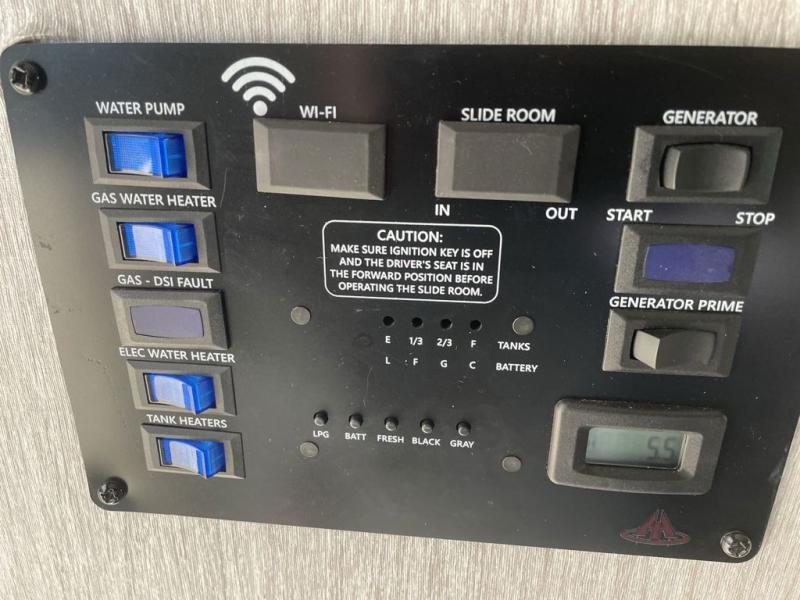 WATER PUMP
WI-FI
SLIDE ROOM
GENERATOR
GAS WATER HEATER
IN
OUT
START
STOP
CAUTION:
MAKE SURE IGNITION KEY IS OFF
AND THE DRIVER'S SEAT IS IN
THE FORWARD POSITION BEFORE
OPERATING THE SLIDE ROOM.
GAS - DSI FAULT
GENERATOR PRIME
E 1/3 2/3 F TANKS
L F G C BATTERY
ELEC WATER HEATER
TANK HEATERS
LPG BATT FRESH BLACK GRAY
5.5